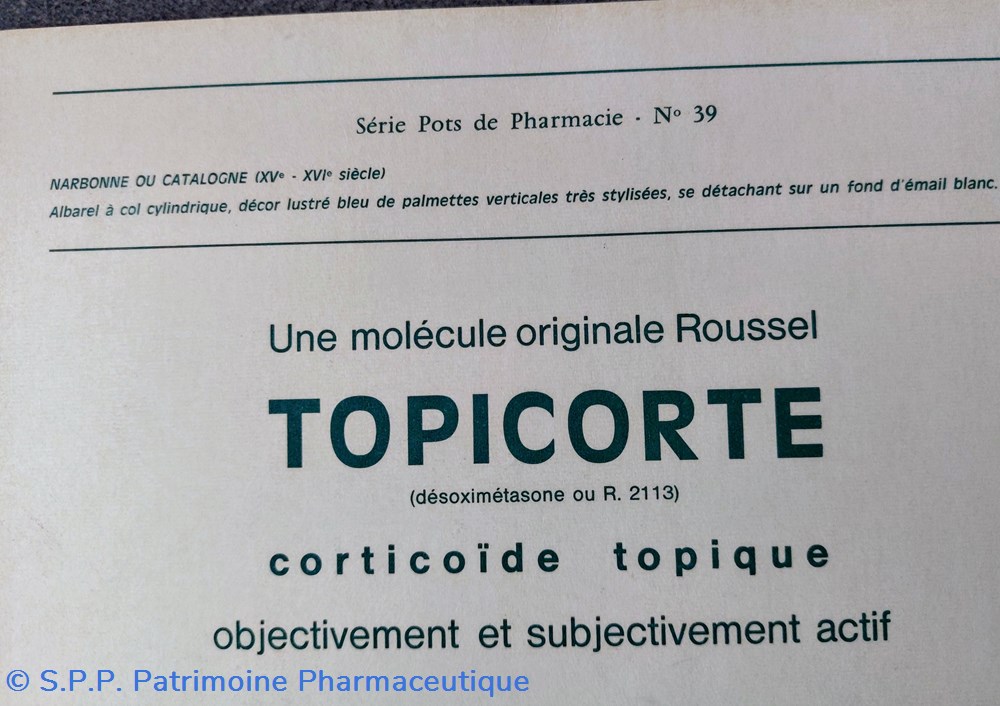 Série Pots de Pharmacie - Nº 39
NARBONNE OU CATALOGNE (XVe - XVIe siècle)
Albarel à col cylindrique, décor lustré bleu de palmettes verticales très stylisées, se détachant sur un fond d'émail blanc.
Une molécule originale Roussel
TOPICORTE
(désoximétasone ou R. 2113)
corticoïde topique
objectivement et subjectivement actif
© S.P.P. Patrimoine Pharmaceutique